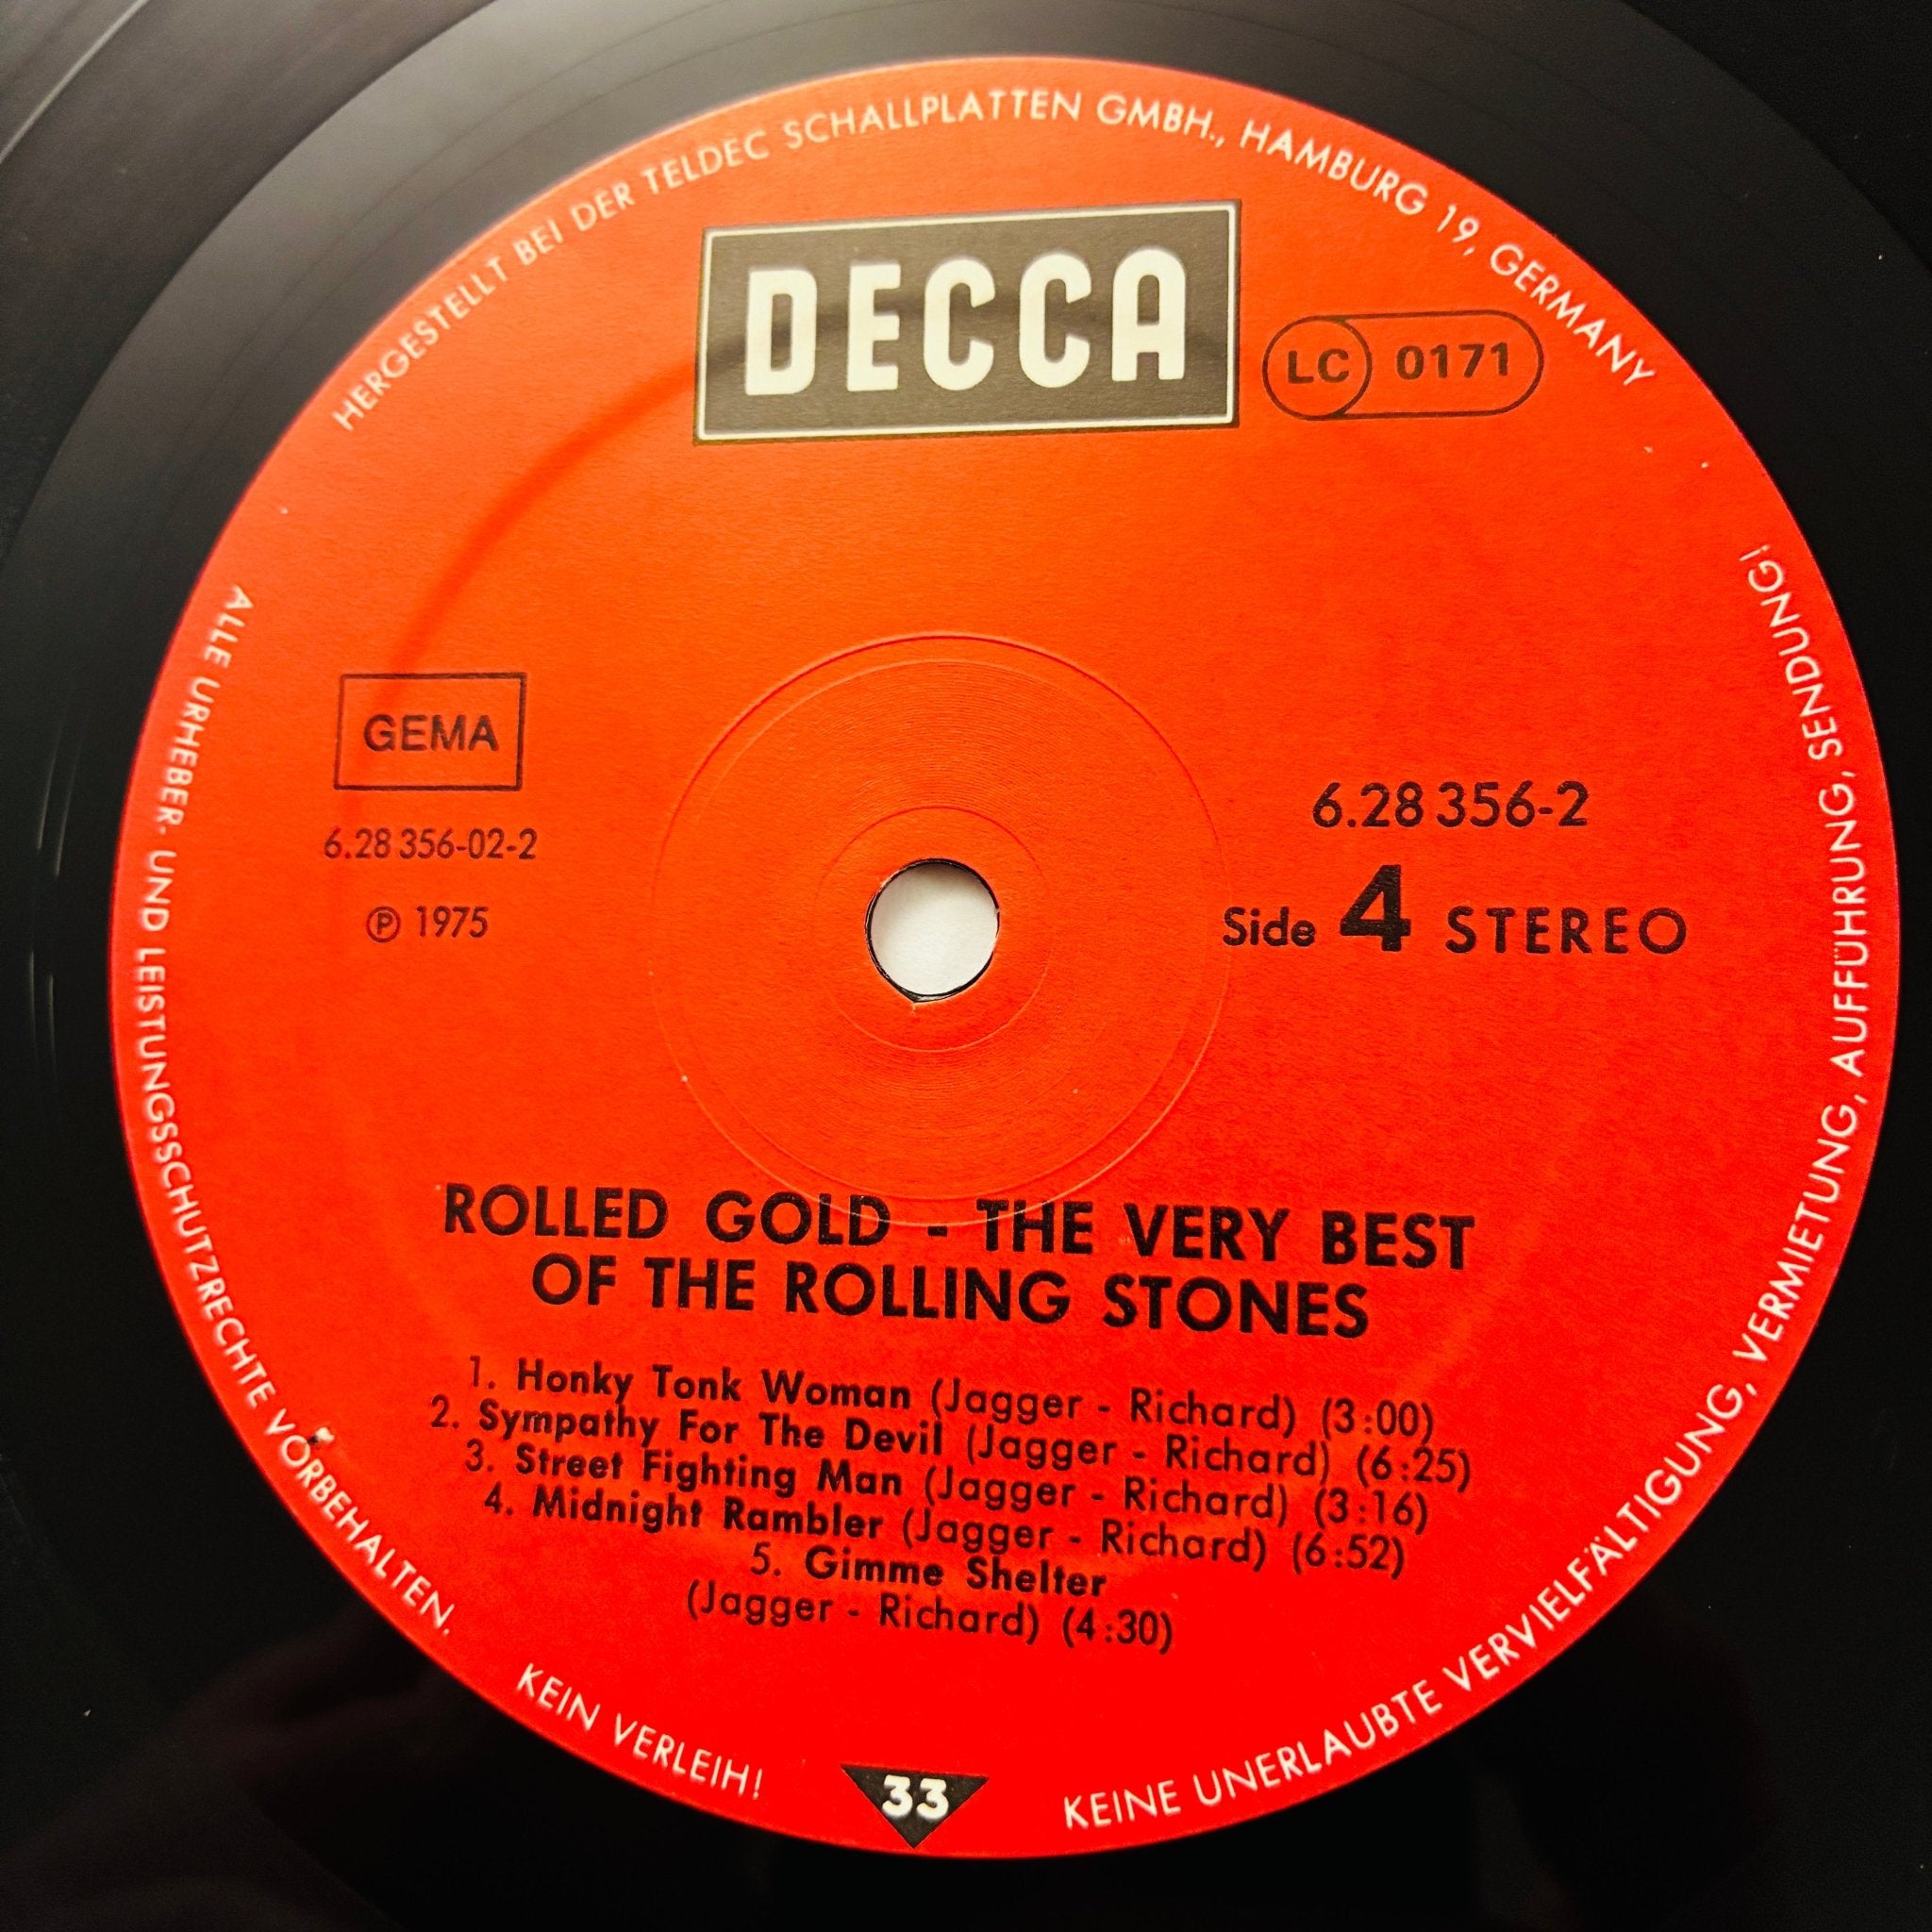 HERGESTELLT BEI DER TELDEC SCHALLPLATTEN GMBH., HAMBURG 19, GERMANY
DECCA
LC 0171
GEMA
6.28 356-02-2
Ⓟ 1975
6.28 356-2
Side 4 STEREO
ROLLED GOLD - THE VERY BEST
OF THE ROLLING STONES
1. Honky Tonk Woman (Jagger - Richard) (3:00)
2. Sympathy For The Devil (Jagger - Richard) (6:25)
3. Street Fighting Man (Jagger - Richard) (3:16)
4. Midnight Rambler (Jagger - Richard) (6:52)
5. Gimme Shelter
(Jagger - Richard) (4:30)
ALLE URHEBER- UND LEISTUNGSSCHUTZRECHTE VORBEHALTEN.
KEIN VERLEIH!
33
KEINE UNERLAUBTE VERVIELFÄLTIGUNG, VERMIETUNG, AUFFÜHRUNG, SENDUNG!